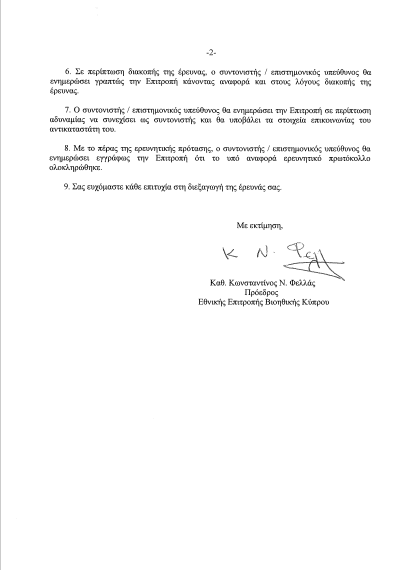 -2-
6. Σε περίπτωση διακοπής της έρευνας, ο συντονιστής / επιστημονικός υπεύθυνος θα
ενημερώσει γραπτώς την Επιτροπή κάνοντας αναφορά και στους λόγους διακοπής της
έρευνας.
7. Ο συντονιστής / επιστημονικός υπεύθυνος θα ενημερώσει την Επιτροπή σε περίπτωση
αδυναμίας να συνεχίσει ως συντονιστής και θα υποβάλει τα στοιχεία επικοινωνίας του
αντικαταστάτη του.
8. Με το πέρας της ερευνητικής πρότασης, ο συντονιστής / επιστημονικός υπεύθυνος θα
ενημερώσει εγγράφως την Επιτροπή ότι το υπό αναφορά ερευνητικό πρωτόκολλο
ολοκληρώθηκε.
9. Σας ευχόμαστε κάθε επιτυχία στη διεξαγωγή της έρευνάς σας.
Με εκτίμηση,
Κ Ν. Φελλ
Καθ. Κωνσταντίνος Ν. Φελλάς
Πρόεδρος
Εθνικής Επιτροπής Βιοηθικής Κύπρου